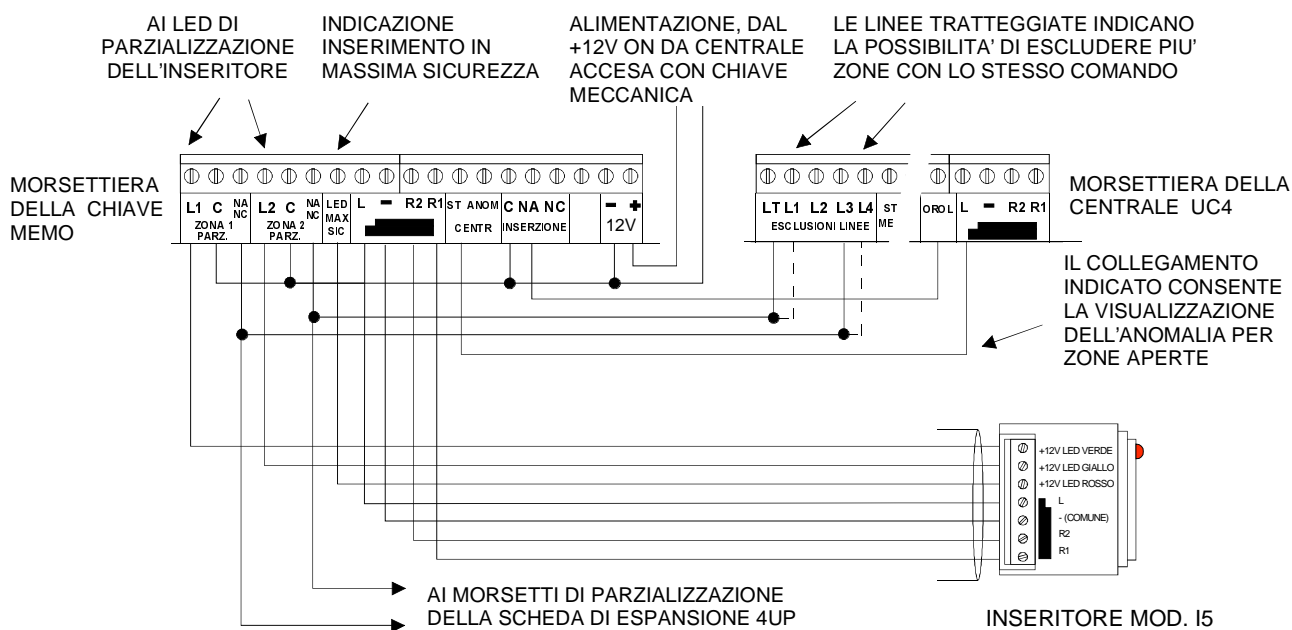 AI LED DI
PARZIALIZZAZIONE
DELL'INSERITORE
INDICAZIONE
INSERIMENTO IN
MASSIMA SICUREZZA
ALIMENTAZIONE, DAL
+12V ON DA CENTRALE
ACCESA CON CHIAVE
MECCANICA
LE LINEE TRATTEGGIATE INDICANO
LA POSSIBILITA' DI ESCLUDERE PIU'
ZONE CON LO STESSO COMANDO
MORSETTIERA
DELLA CHIAVE
MEMO
L1 C NA NC
ZONA 1
PARZ.
L2 C NA NC
ZONA 2
PARZ.
LED
MAX
SIC
L - R2 R1
ST ANOM
CENTR
C NA NC
INSERZIONE
- +
12V
LT L1 L2 L3 L4
ESCLUSIONI LINEE
ST
ME
OROL
L - R2 R1
MORSETTIERA DELLA
CENTRALE UC4
IL COLLEGAMENTO
INDICATO CONSENTE
LA VISUALIZZAZIONE
DELL'ANOMALIA PER
ZONE APERTE
+12V LED VERDE
+12V LED GIALLO
+12V LED ROSSO
L
- (COMUNE)
R2
R1
AI MORSETTI DI PARZIALIZZAZIONE
DELLA SCHEDA DI ESPANSIONE 4UP
INSERITORE MOD. I5